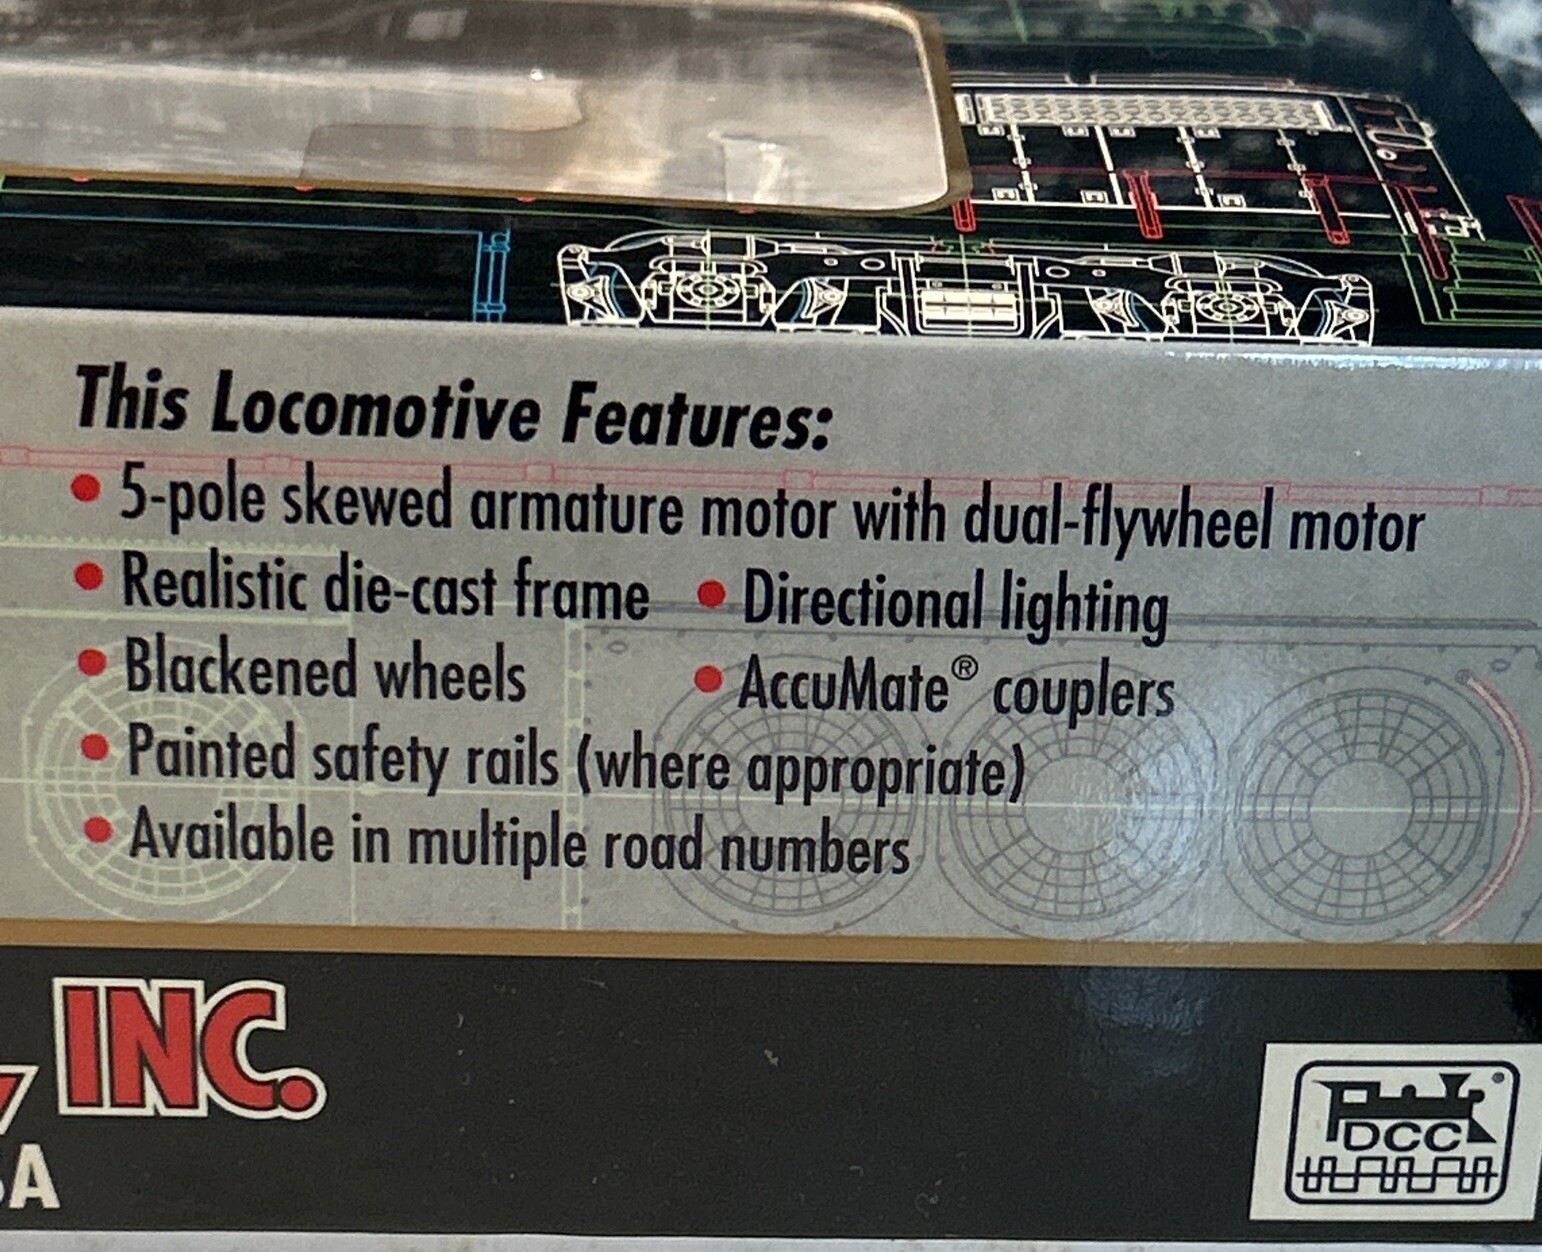 This Locomotive Features:
• 5-pole skewed armature motor with dual-flywheel motor
• Realistic die-cast frame • Directional lighting
• Blackened wheels • AccuMate® couplers
• Painted safety rails (where appropriate)
• Available in multiple road numbers
INC.
®
DCC